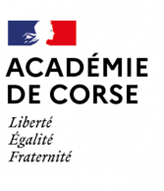 ACADÉMIE
DE CORSE
Liberté
Égalité
Fraternité